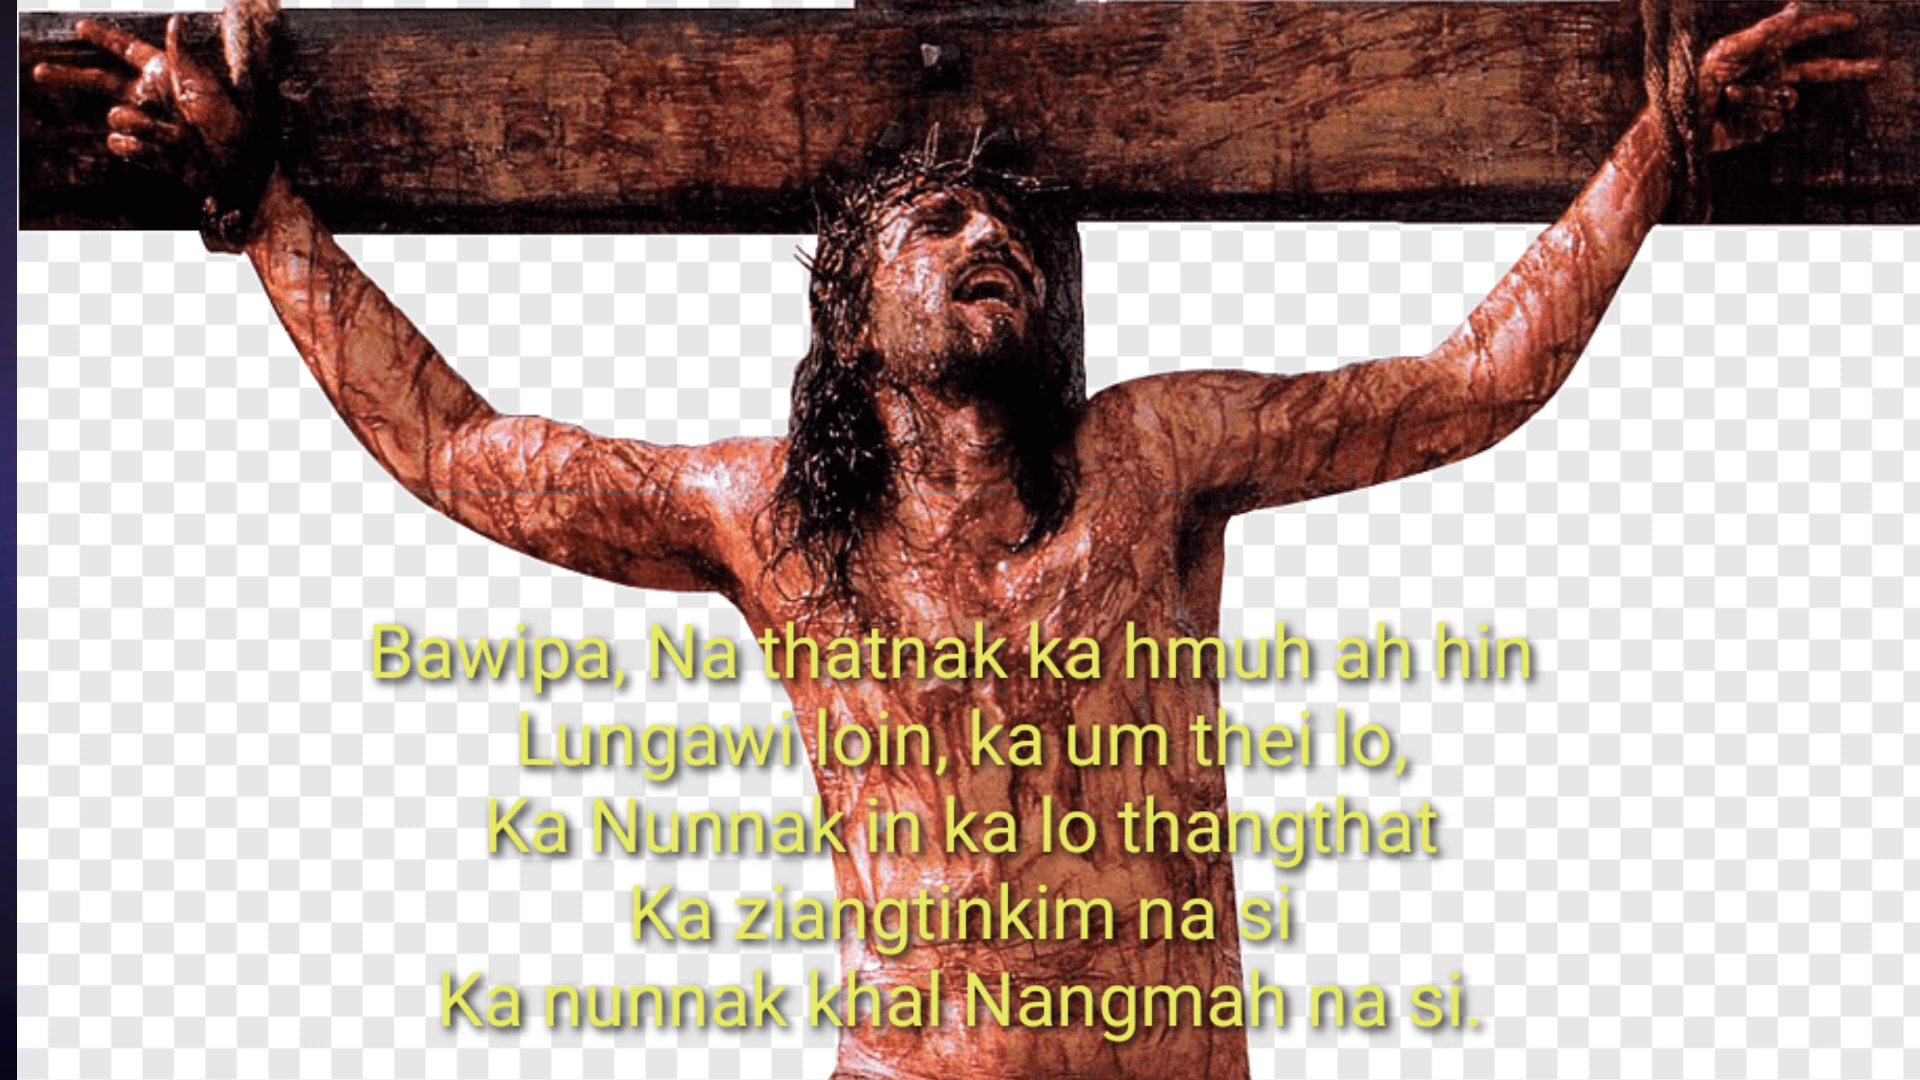 Bawipa, Na thatnak ka hmuh ah hin
Lungawi loin, ka um thei lo,
Ka Nunnak in ka lo thangthat
Ka ziangtinkim na si
Ka nunnak khal Nangmah na si.